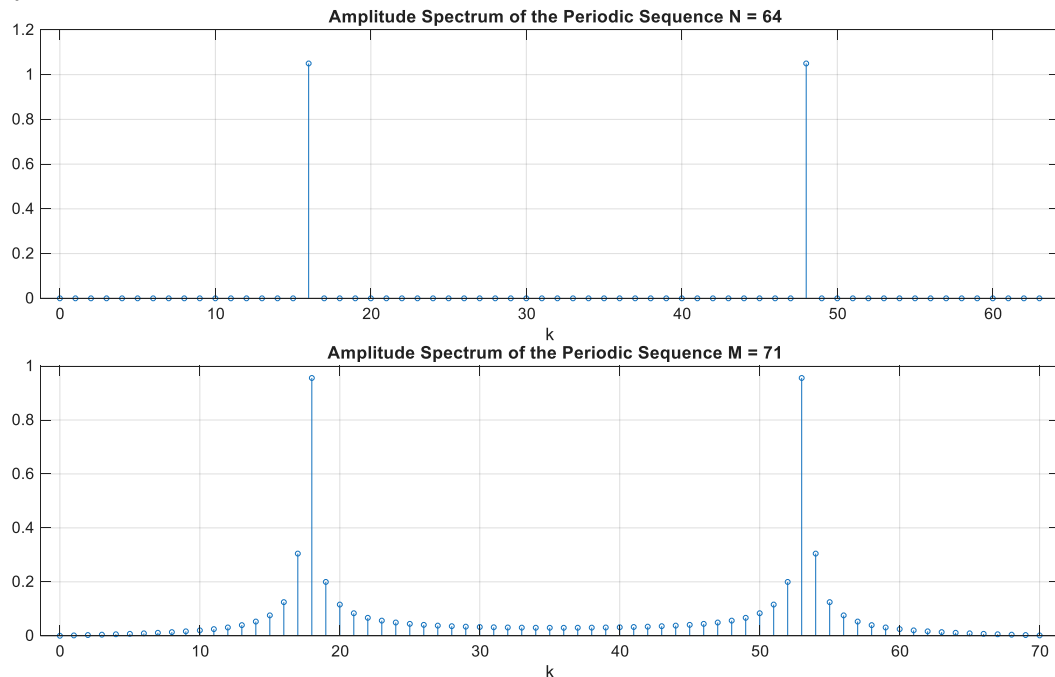 Amplitude Spectrum of the Periodic Sequence N = 64
1.2
1
0.8
0.6
0.4
0.2
0
0 10 20 30 40 50 60
k
Amplitude Spectrum of the Periodic Sequence M = 71
1
0.8
0.6
0.4
0.2
0
0 10 20 30 40 50 60 70
k